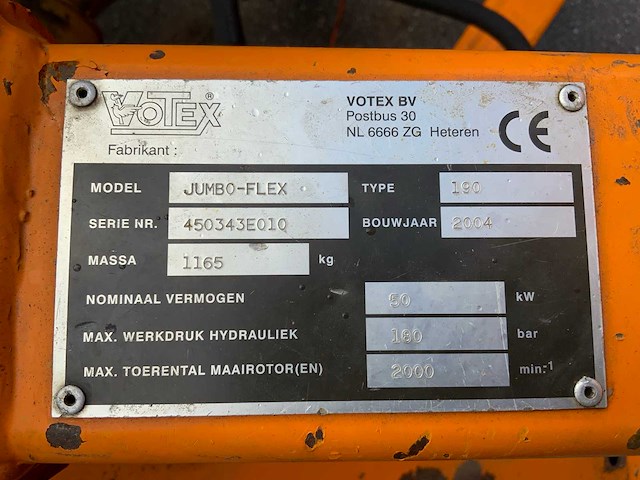 VOTEX®
VOTEX BV
Postbus 30
NL 6666 ZG Heteren
CE
Fabrikant :
MODEL JUMBO-FLEX TYPE 190
SERIE NR. 450343E010 BOUWJAAR 2004
MASSA 1165 kg
NOMINAAL VERMOGEN 50 kW
MAX. WERKDRUK HYDRAULIEK 180 bar
MAX. TOERENTAL MAAIROTOR(EN) 2000 min.-1